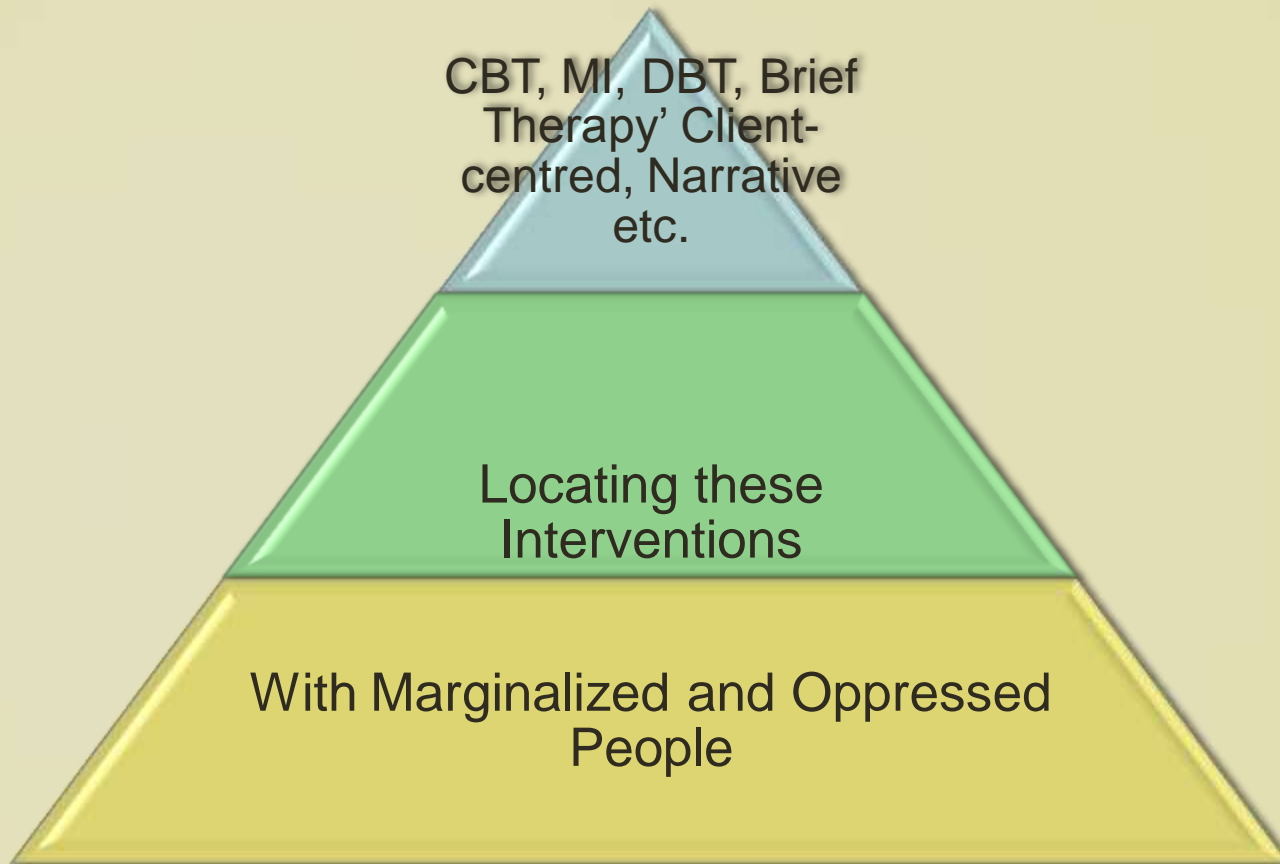 CBT, MI, DBT, Brief
Therapy’ Client-
centred, Narrative
etc.
Locating these
Interventions
With Marginalized and Oppressed
People